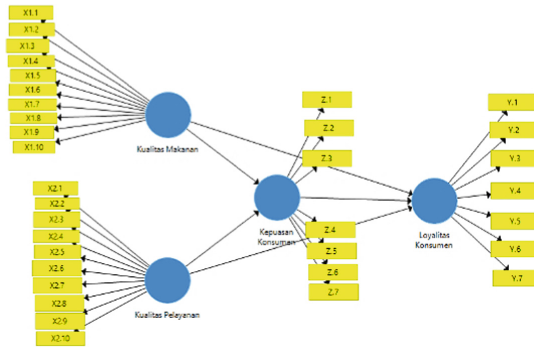 X1.1
X1.2
X1.3
X1.4
X1.5
X1.6
X1.7
X1.8
X1.9
X1.10
Kualitas Makanan
X2.1
X2.2
X2.3
X2.4
X2.5
X2.6
X2.7
X2.8
X2.9
X2.10
Kualitas Pelayanan
Z.1
Z.2
Z.3
Kepuasan
Konsumen
Z.4
Z.5
Z.6
Z.7
Y.1
Y.2
Y.3
Y.4
Y.5
Y.6
Y.7
Loyalitas
Konsumen